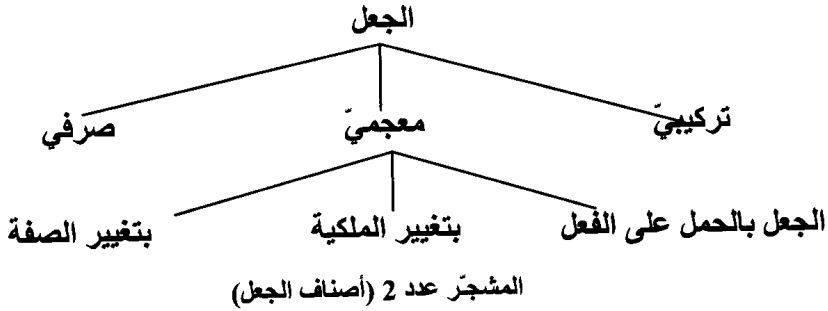 الجعل
تركيبيّ معجميّ صرفي
الجعل بالحمل على الفعل بتغيير الملكية بتغيير الصفة
المشجّر عدد 2 (أصناف الجعل)